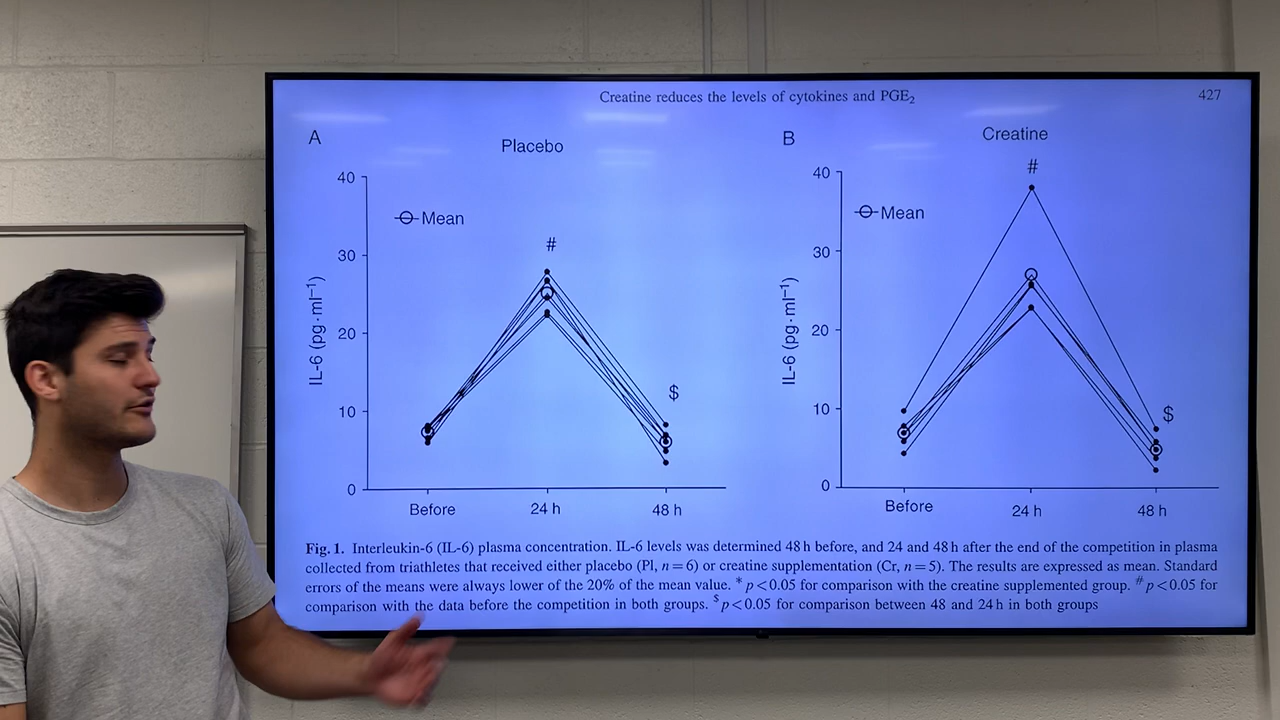 Creatine reduces the levels of cytokines and PGE₂
427
A
Placebo
40
30
20
10
0
IL-6 (pg·ml⁻¹)
Mean
#
$
Before
24 h
48 h
B
Creatine
40
30
20
10
0
IL-6 (pg·ml⁻¹)
Mean
#
$
Before
24 h
48 h
Fig. 1. Interleukin-6 (IL-6) plasma concentration. IL-6 levels was determined 48 h before, and 24 and 48 h after the end of the competition in plasma
collected from triathletes that received either placebo (Pl, n = 6) or creatine supplementation (Cr, n = 5). The results are expressed as mean. Standard
errors of the means were always lower of the 20% of the mean value. *p < 0.05 for comparison with the creatine supplemented group. #p < 0.05 for
comparison with the data before the competition in both groups. $p < 0.05 for comparison between 48 and 24 h in both groups